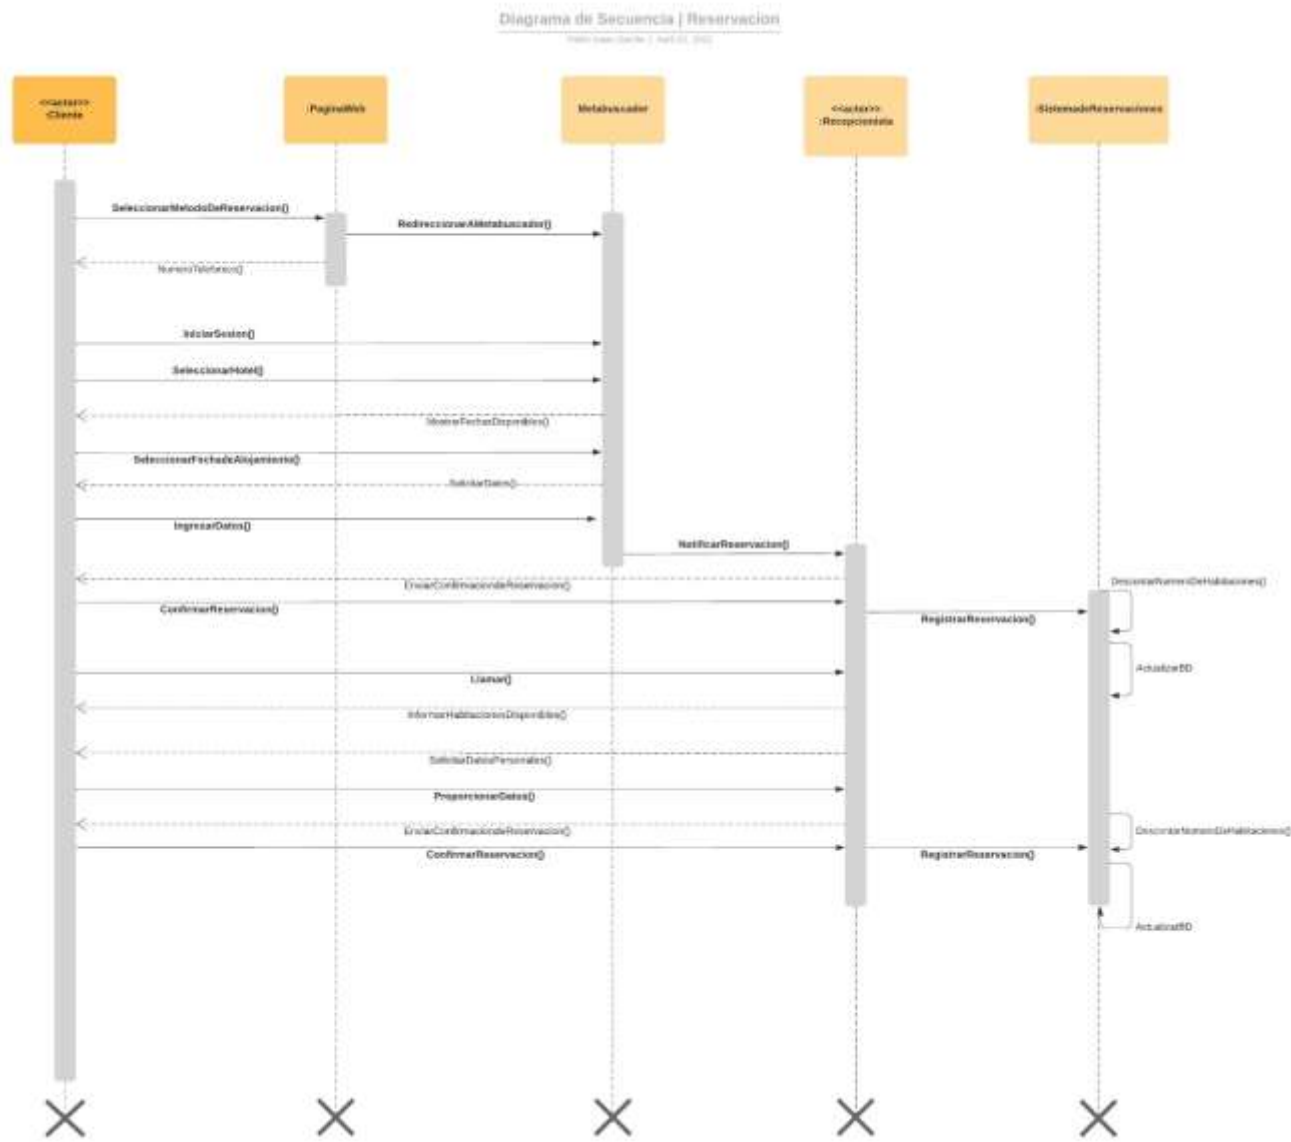 Diagrama de Secuencia | Reservacion
<<actor>>
:Cliente
:PaginaWeb
Metabuscador
<<actor>>
:Recepcionista
:SistemadeReservaciones
SeleccionarMetodoDeReservacion()
RedireccionarAMetabuscador()
NumeroTelefonico()
IniciarSesion()
SeleccionarHotel()
MostrarFechasDisponibles()
SeleccionarFechadeAlojamiento()
SolicitarDatos()
IngresarDatos()
NotificarReservacion()
EnviarConfirmaciondeReservacion()
DescontarNumeroDeHabitaciones()
ConfirmarReservacion()
RegistrarReservacion()
ActualizarBD
Llamar()
InformarHabitacionesDisponibles()
SolicitarDatosPersonales()
ProporcionarDatos()
EnviarConfirmaciondeReservacion()
DescontarNumeroDeHabitaciones()
ConfirmarReservacion()
RegistrarReservacion()
ActualizarBD